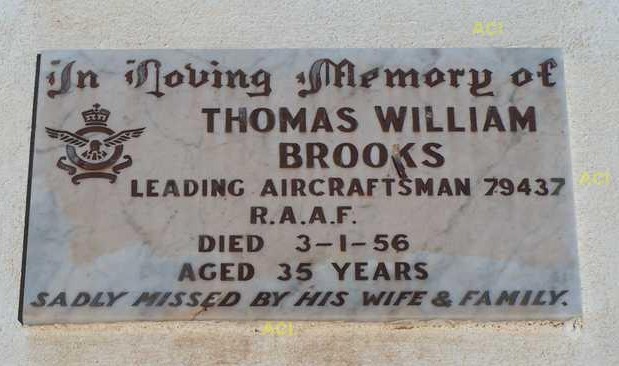 ACI
In Loving Memory of
THOMAS WILLIAM
BROOKS
LEADING AIRCRAFTSMAN 79437
ACI
R.A.A.F.
DIED 3-1-56
AGED 35 YEARS
SADLY MISSED BY HIS WIFE & FAMILY.
ACI